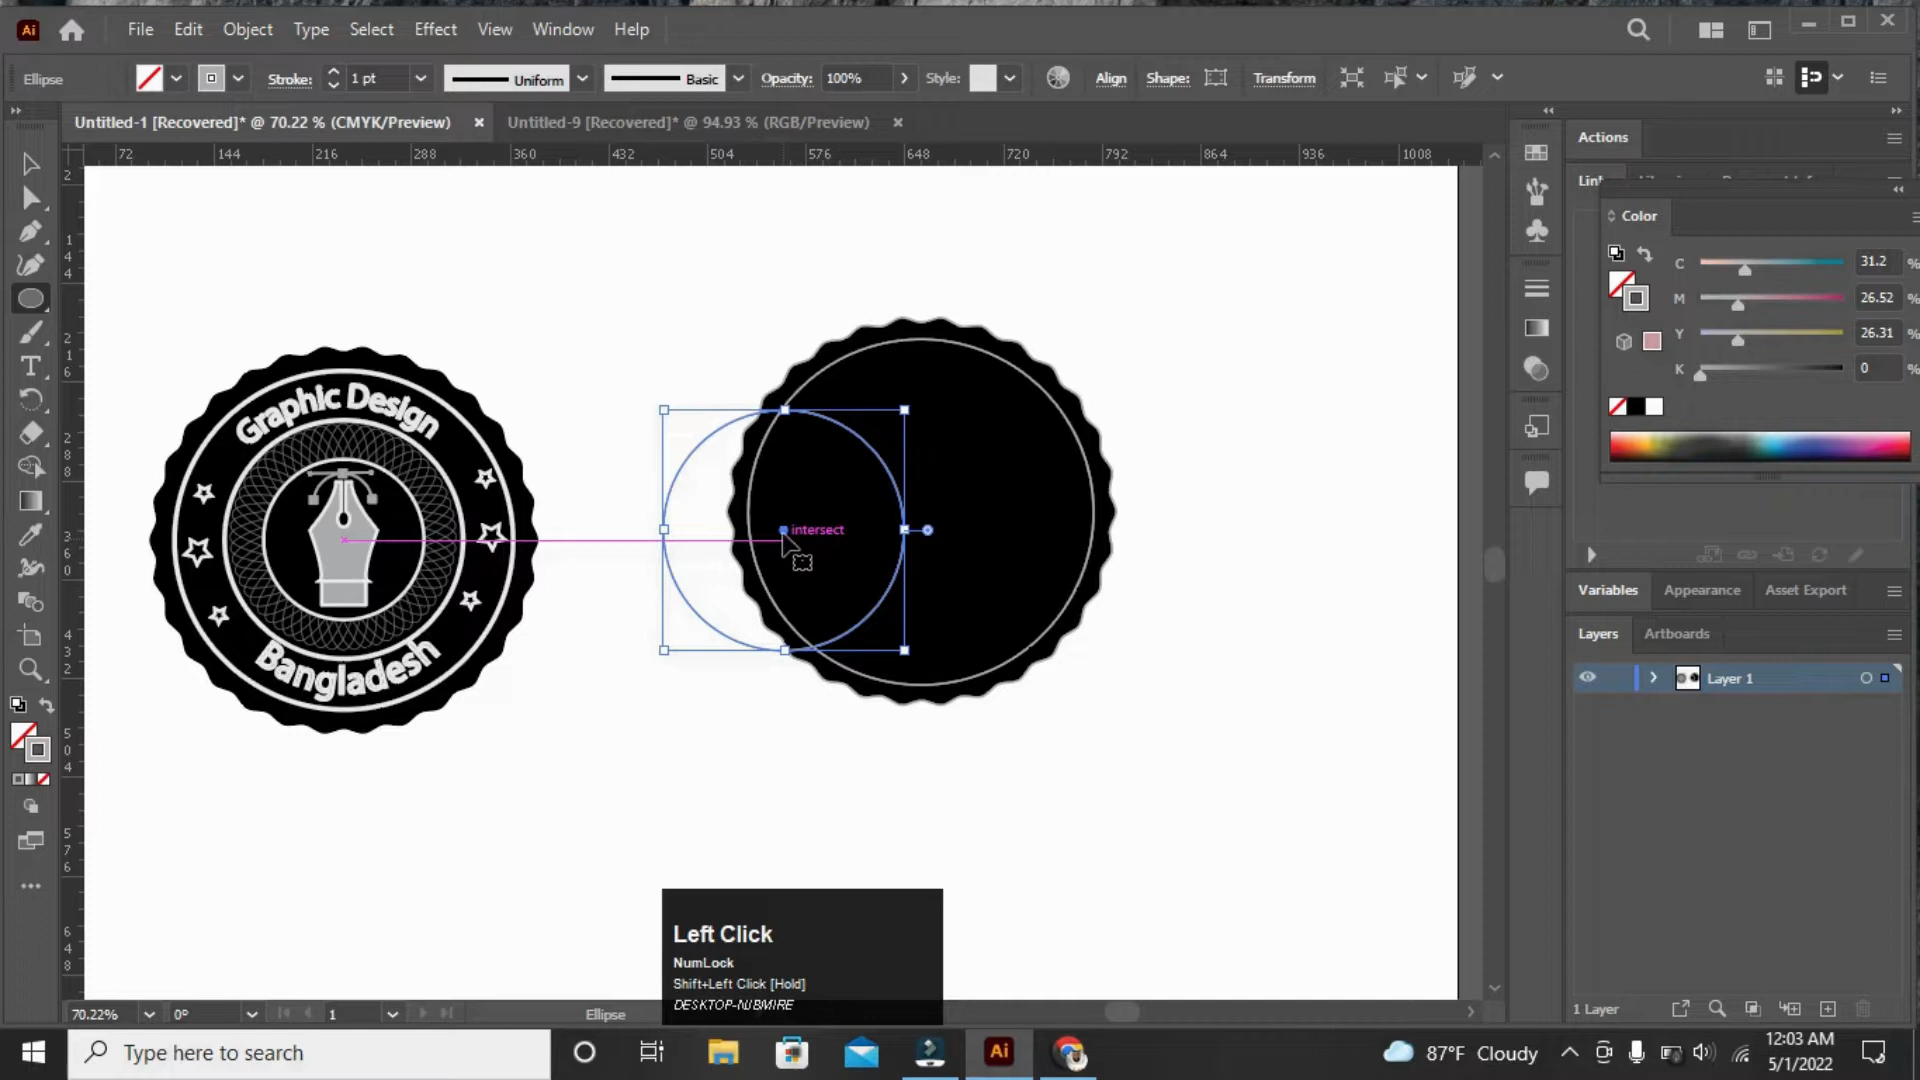 Ai File Edit Object Type Select Effect View Window Help
Ellipse Stroke: 1 pt Uniform Basic Opacity: 100% Style: Align Shape: Transform
Untitled-1 [Recovered]* @ 70.22 % (CMYK/Preview) × Untitled-9 [Recovered]* @ 94.93 % (RGB/Preview) ×
72 144 216 288 360 432 504 576 648 720 792 864 936 1008
Actions
Color
C 31.2 %
M 26.52 %
Y 26.31 %
K 0 %
Graphic Design
Bangladesh
intersect
Variables Appearance Asset Export
Layers Artboards
Layer 1
Left Click
NumLock
Shift+Left Click [Hold]
DESKTOP-NJBMIRE
70.22% 0° 1 Ellipse
1 Layer
Type here to search
Ai
87°F Cloudy
12:03 AM
5/1/2022